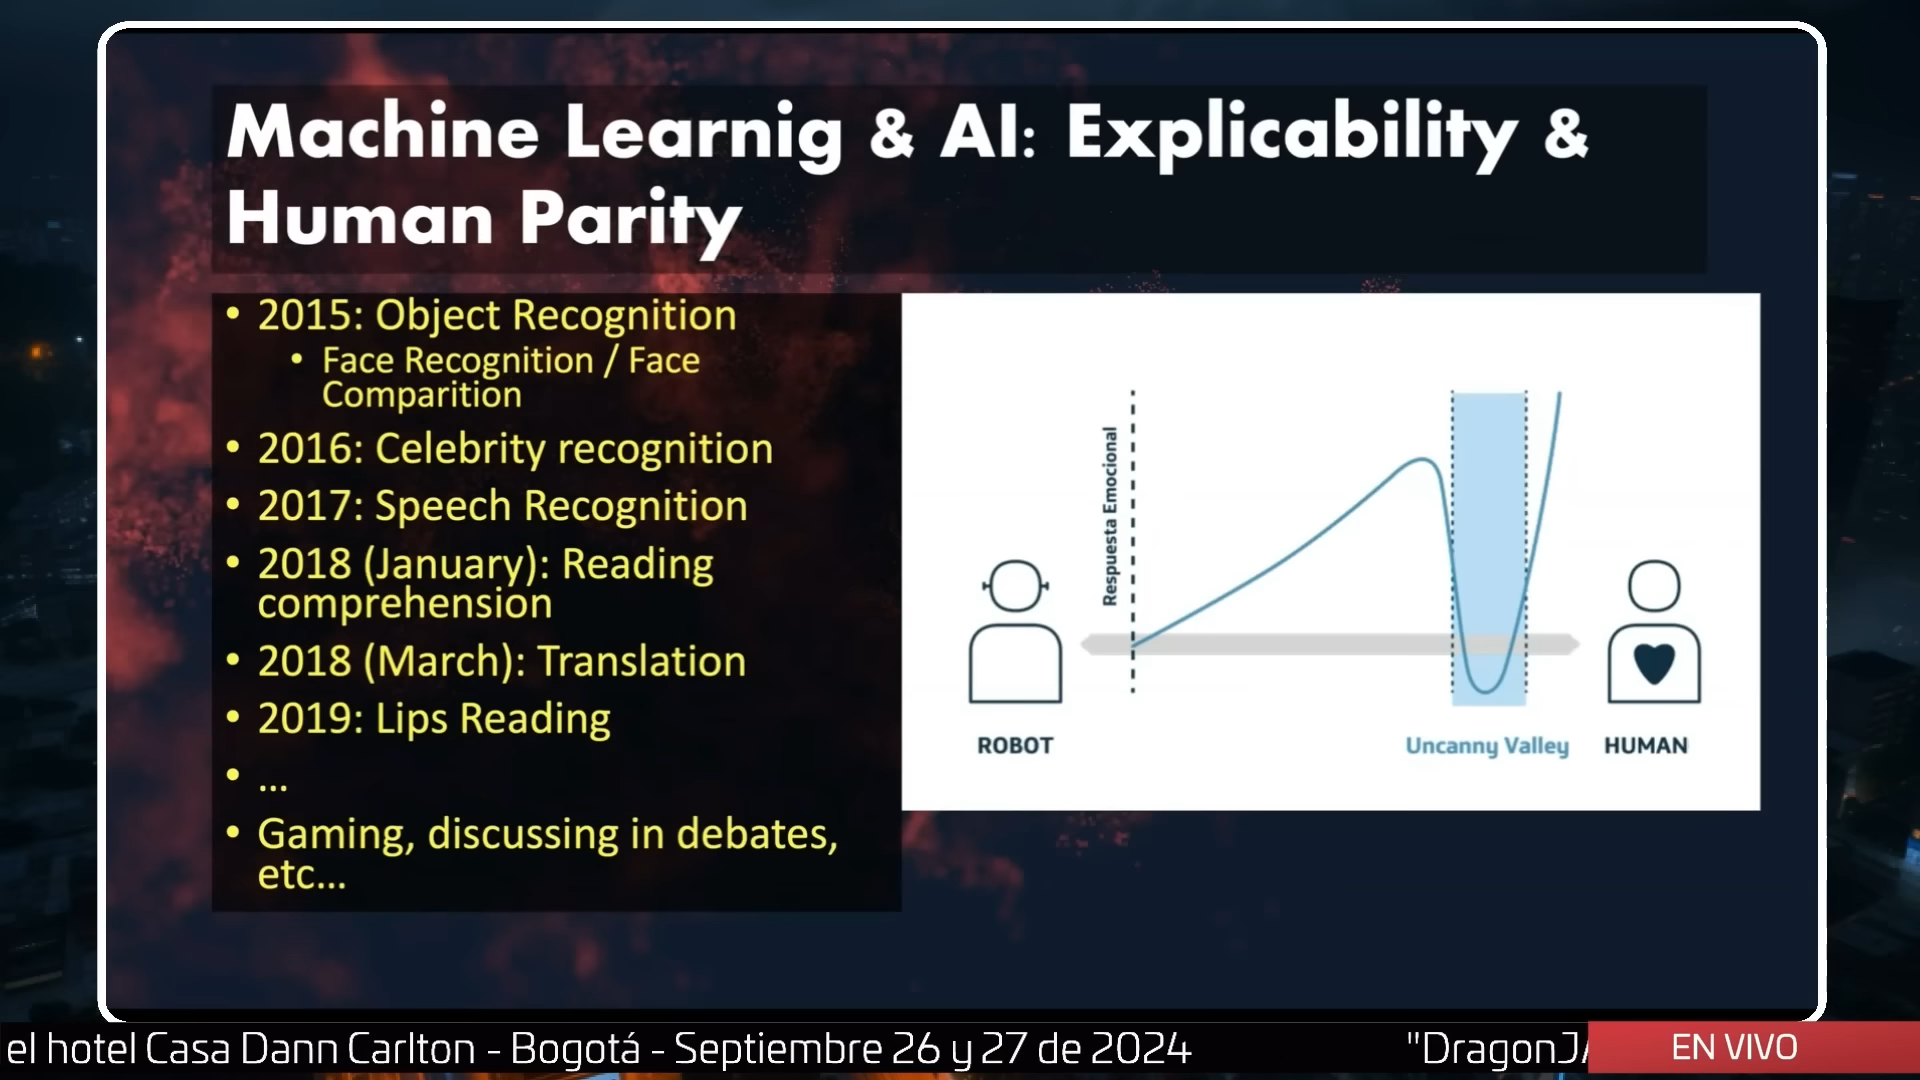 Machine Learnig & AI: Explicability &
Human Parity
• 2015: Object Recognition
• Face Recognition / Face
Comparition
• 2016: Celebrity recognition
• 2017: Speech Recognition
• 2018 (January): Reading
comprehension
• 2018 (March): Translation
• 2019: Lips Reading
• ...
• Gaming, discussing in debates,
etc...
Respuesta Emocional
ROBOT
Uncanny Valley
HUMAN
el hotel Casa Dann Carlton - Bogotá - Septiembre 26 y 27 de 2024
"DragonJ
EN VIVO